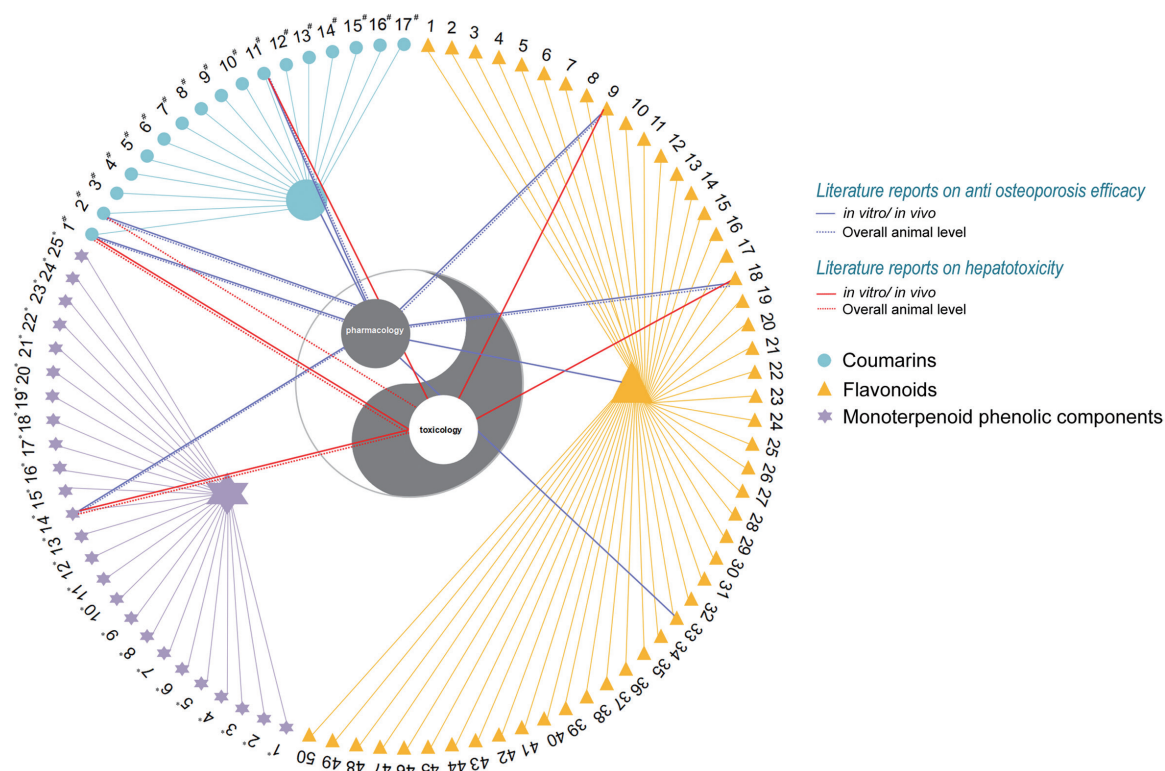 1# 2# 3# 4# 5# 6# 7# 8# 9# 10# 11# 12# 13# 14# 15# 16# 17#
1 2 3 4 5 6 7 8 9 10 11 12 13 14 15 16 17 18 19 20 21 22 23 24 25 26 27 28 29 30 31 32 33 34 35 36 37 38 39 40 41 42 43 44 45 46 47 48 49 50
1* 2* 3* 4* 5* 6* 7* 8* 9* 10* 11* 12* 13* 14* 15* 16* 17* 18* 19* 20* 21* 22* 23* 24* 25*
pharmacology
toxicology
Literature reports on anti osteoporosis efficacy
in vitro/ in vivo
Overall animal level
Literature reports on hepatotoxicity
in vitro/ in vivo
Overall animal level
Coumarins
Flavonoids
Monoterpenoid phenolic components